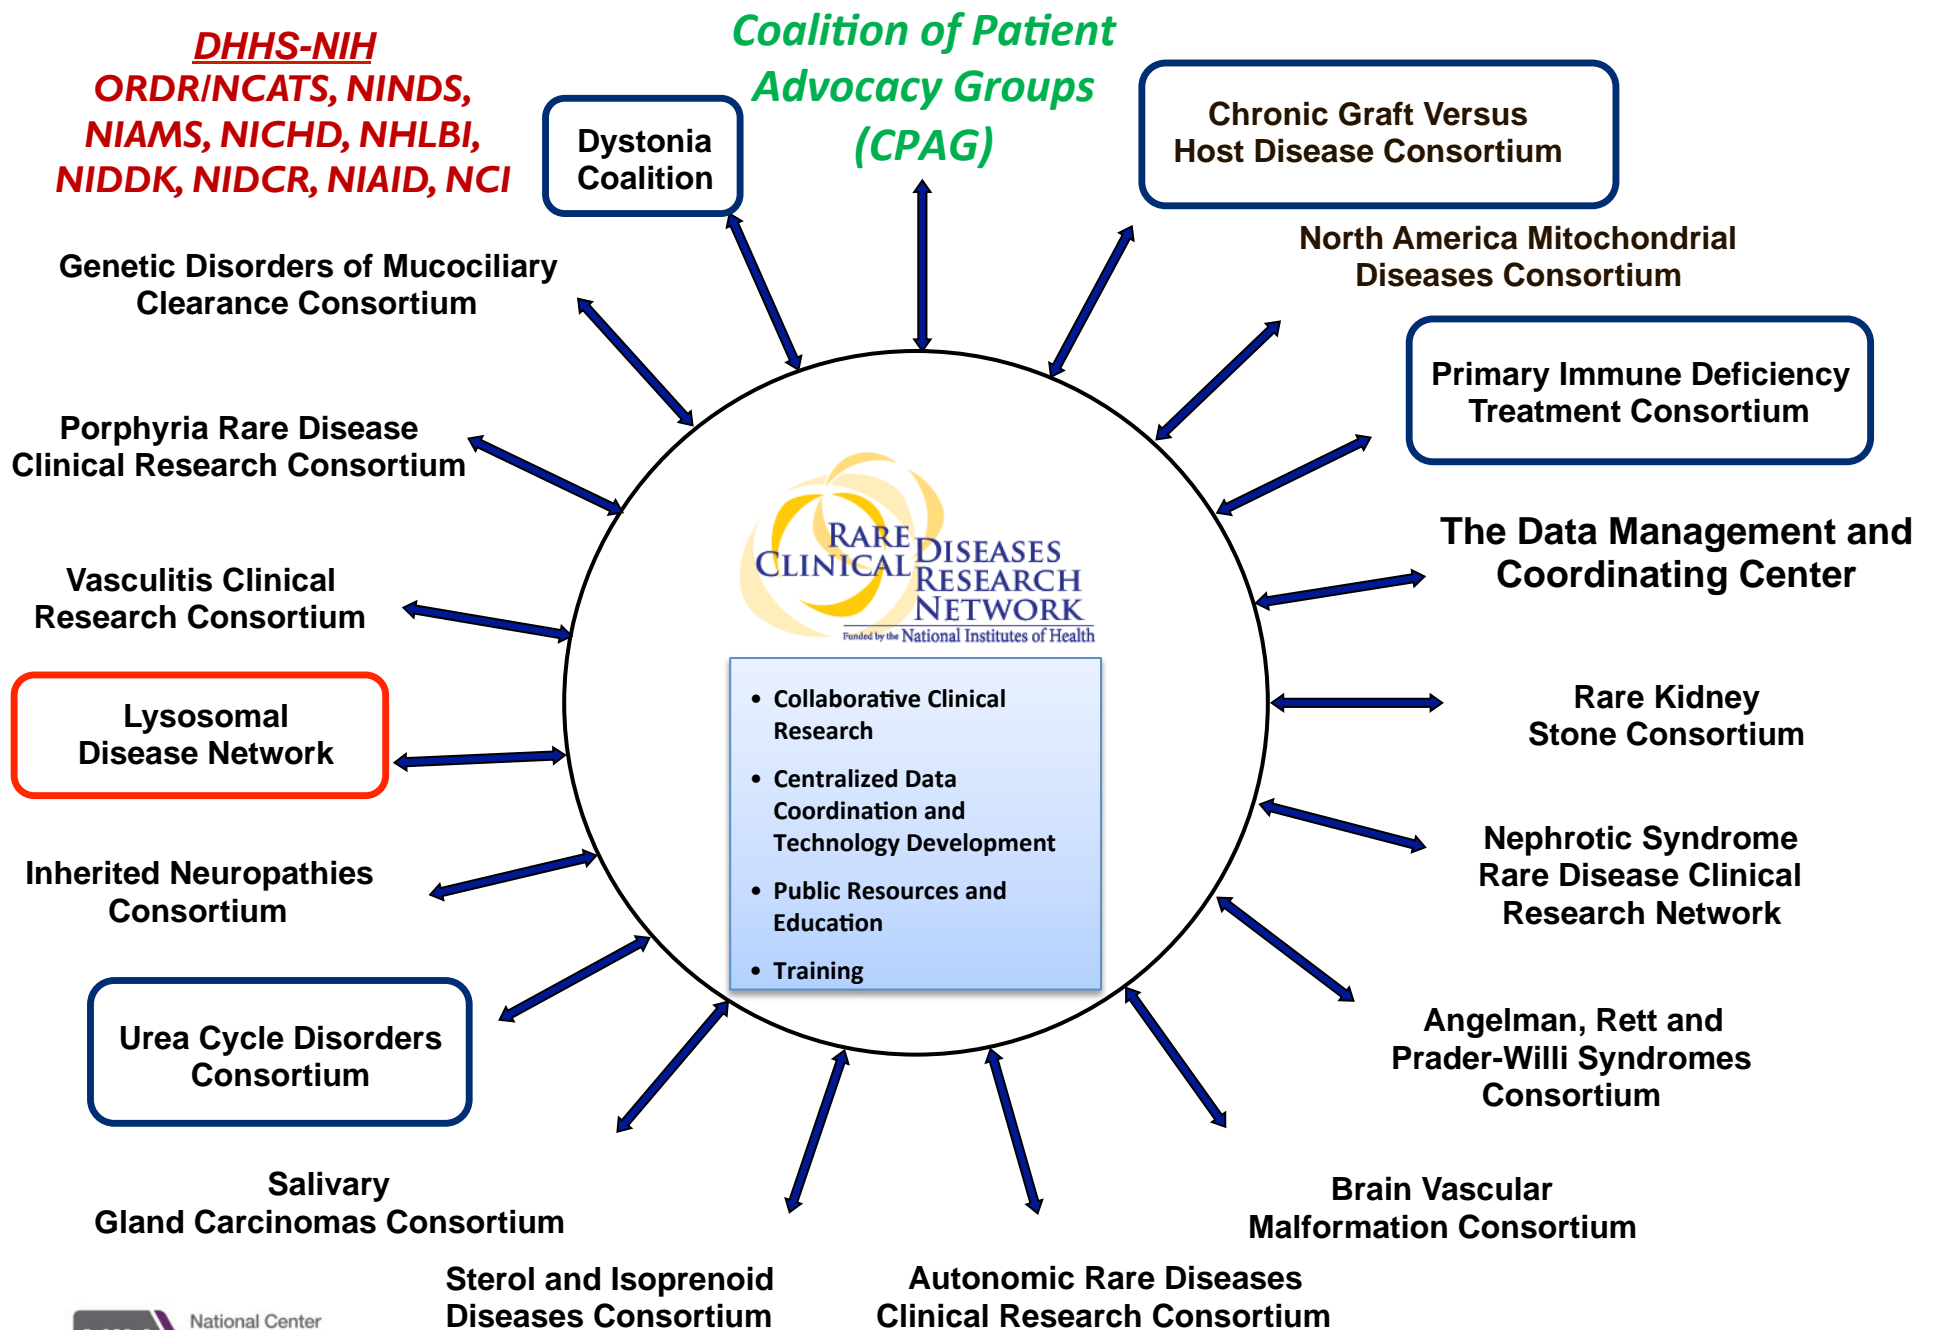 DHHS-NIH
ORDR/NCATS, NINDS,
NIAMS, NICHD, NHLBI,
NIDDK, NIDCR, NIAID, NCI
Coalition of Patient
Advocacy Groups
(CPAG)
Dystonia
Coalition
Chronic Graft Versus
Host Disease Consortium
Genetic Disorders of Mucociliary
Clearance Consortium
North America Mitochondrial
Diseases Consortium
Porphyria Rare Disease
Clinical Research Consortium
Primary Immune Deficiency
Treatment Consortium
Vasculitis Clinical
Research Consortium
The Data Management and
Coordinating Center
RARE
CLINICAL
DISEASES
RESEARCH
NETWORK
Funded by the National Institutes of Health
Lysosomal
Disease Network
• Collaborative Clinical
Research
• Centralized Data
Coordination and
Technology Development
• Public Resources and
Education
• Training
Rare Kidney
Stone Consortium
Inherited Neuropathies
Consortium
Nephrotic Syndrome
Rare Disease Clinical
Research Network
Urea Cycle Disorders
Consortium
Angelman, Rett and
Prader-Willi Syndromes
Consortium
Salivary
Gland Carcinomas Consortium
Brain Vascular
Malformation Consortium
Sterol and Isoprenoid
Diseases Consortium
Autonomic Rare Diseases
Clinical Research Consortium
National Center